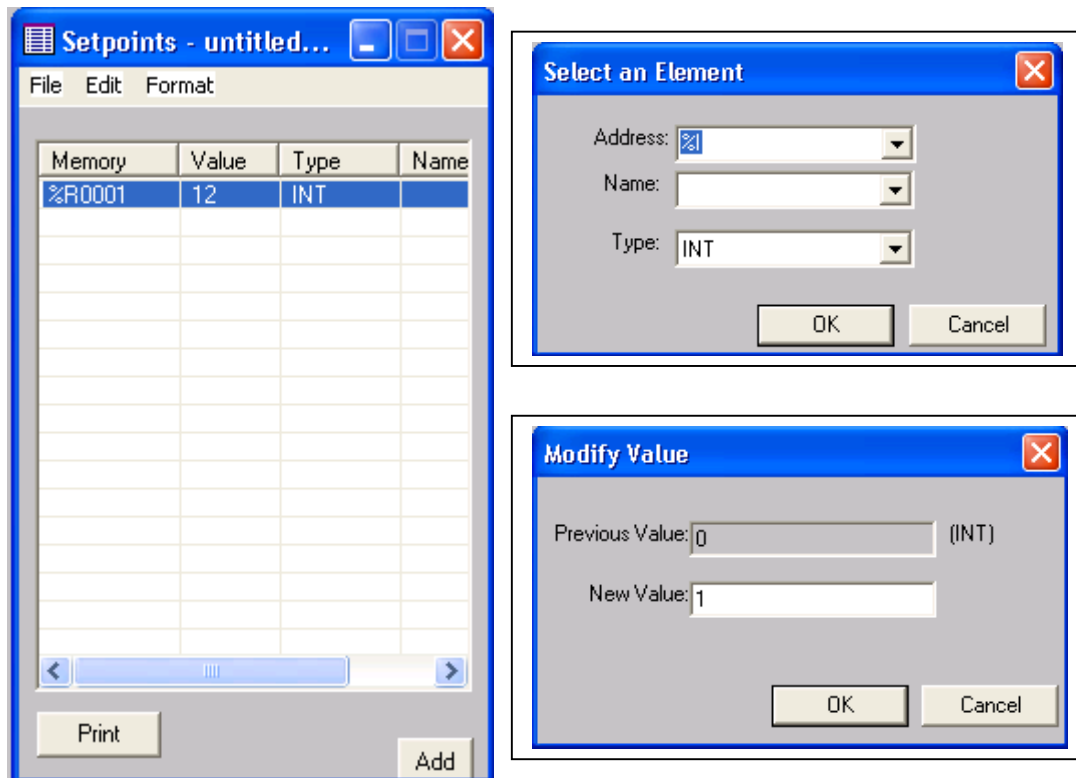 Setpoints - untitled...
File Edit Format
Memory Value Type Name
%R0001 12 INT
Print
Add
Select an Element
Address: %I
Name:
Type: INT
OK Cancel
Modify Value
Previous Value: 0 (INT)
New Value: 1
OK Cancel